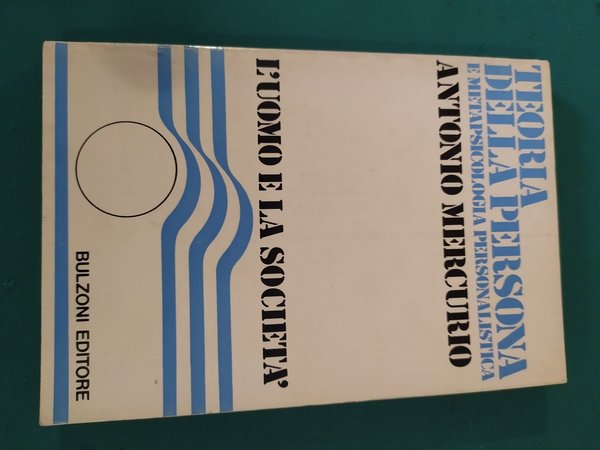 TEORIA
DELLA PERSONA
E METAPSICOLOGIA PERSONALISTICA
ANTONIO MERCURIO
L'UOMO E LA SOCIETA'
BULZONI EDITORE